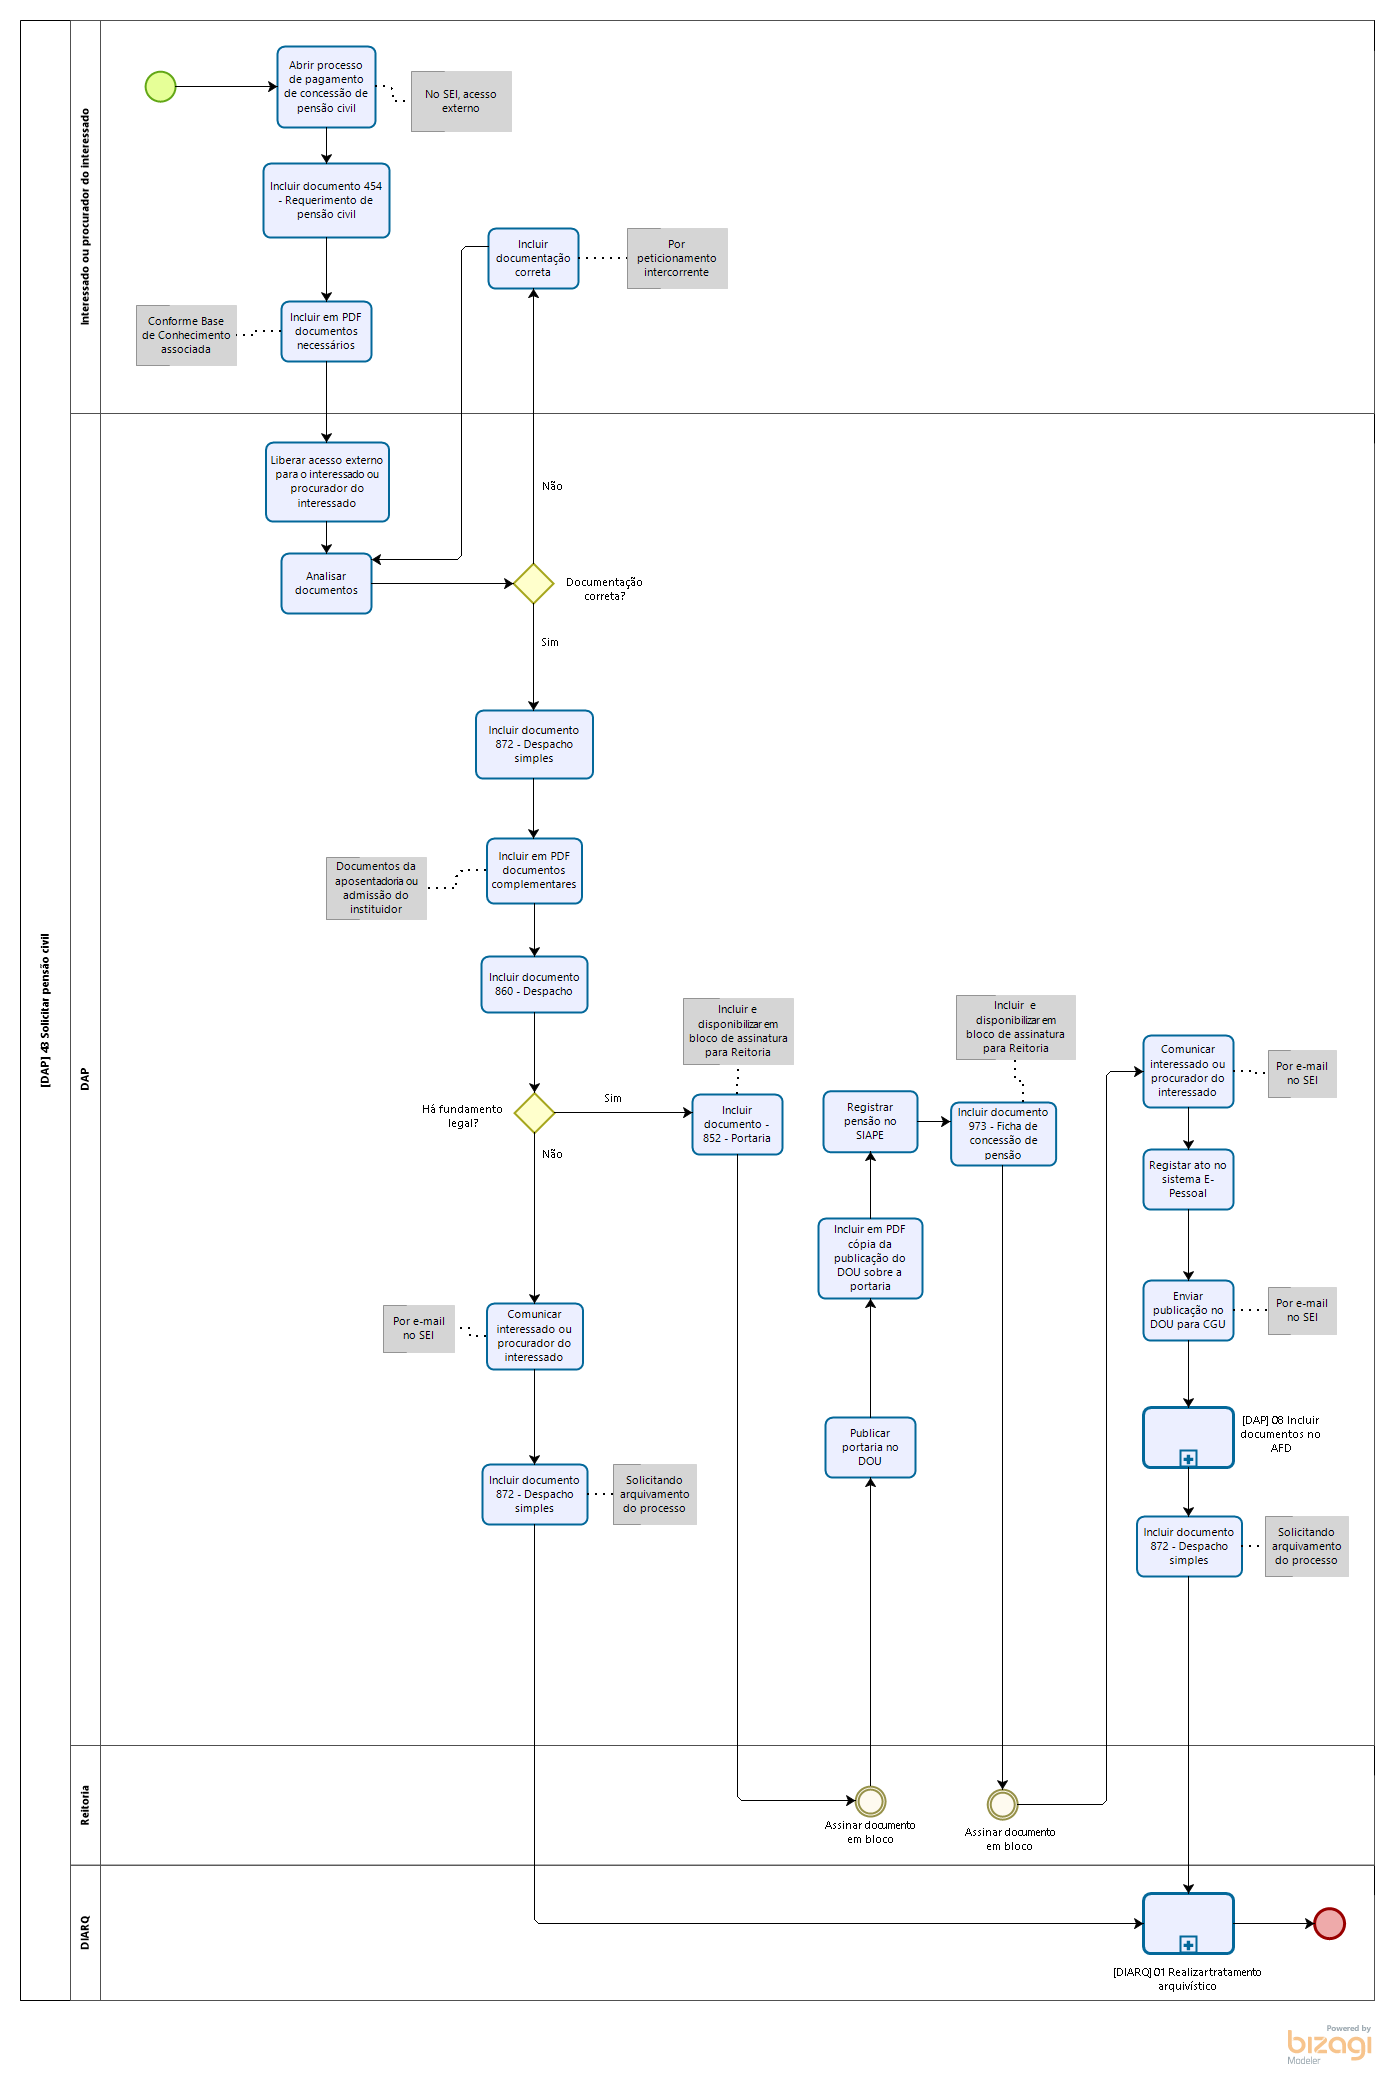 [DAP] 43 Solicitar pensão civil
Interessado ou procurador do interessado
Abrir processo
de pagamento
de concessão de
pensão civil
No SEI, acesso
externo
Incluir documento 454
- Requerimento de
pensão civil
Incluir
documentação
correta
Por
peticionamento
intercorrente
Conforme Base
de Conhecimento
associada
Incluir em PDF
documentos
necessários
DAP
Liberar acesso externo
para o interessado ou
procurador do
interessado
Não
Analisar
documentos
Documentação
correta?
Sim
Incluir documento
872 - Despacho
simples
Incluir em PDF
documentos
complementares
Documentos da
aposentadoria ou
admissão do
instituidor
Incluir documento
860 - Despacho
Há fundamento
legal?
Sim
Não
Incluir e
disponibilizar em
bloco de assinatura
para Reitoria
Incluir
documento -
852 - Portaria
Registrar
pensão no
SIAPE
Incluir  e
disponibilizar em
bloco de assinatura
para Reitoria
Incluir documento
973 - Ficha de
concessão de
pensão
Comunicar
interessado ou
procurador do
interessado
Por e-mail
no SEI
Registar ato no
sistema E-
Pessoal
Incluir em PDF
cópia da
publicação do
DOU sobre a
portaria
Enviar
publicação no
DOU para CGU
Por e-mail
no SEI
Por e-mail
no SEI
Comunicar
interessado ou
procurador do
interessado
Publicar
portaria no
DOU
[DAP] 08 Incluir
documentos no
AFD
Incluir documento
872 - Despacho
simples
Solicitando
arquivamento
do processo
Incluir documento
872 - Despacho
simples
Solicitando
arquivamento
do processo
Reitoria
Assinar documento
em bloco
Assinar documento
em bloco
DIARQ
[DIARQ] 01 Realizar tratamento
arquivístico
Powered by
bizagi
Modeler